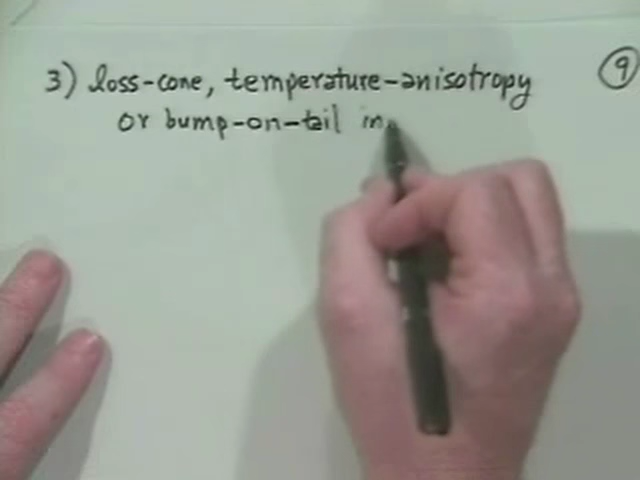 3) loss-cone, temperature-anisotropy
or bump-on-tail in
9